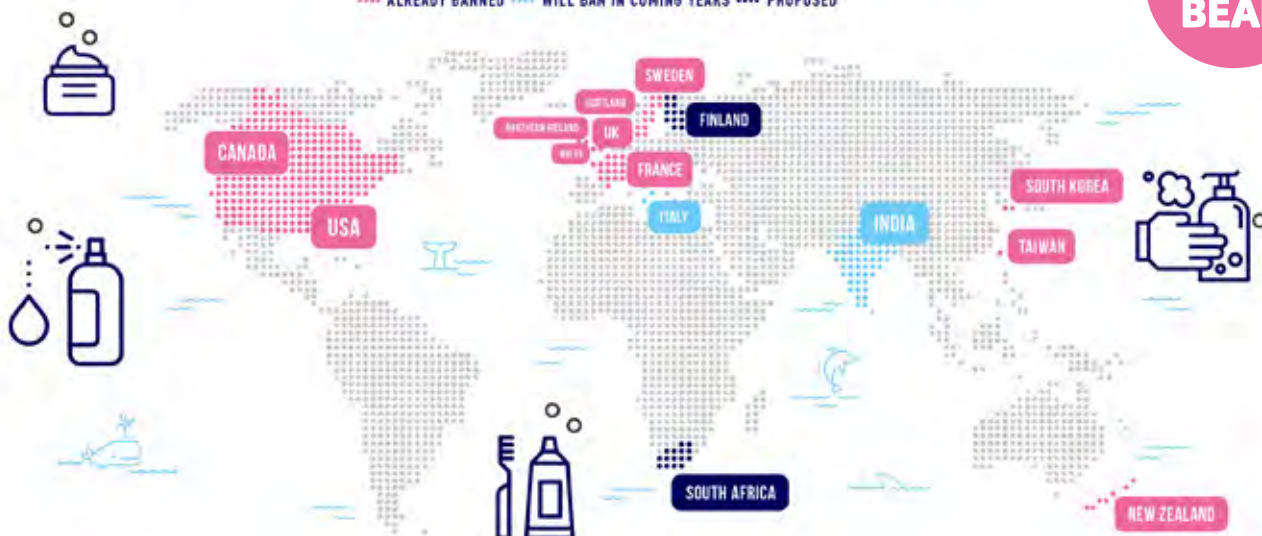 ALREADY BANNED WILL BAN IN COMING YEARS PROPOSED
BEA
SWEDEN
SCOTLAND
FINLAND
NORTHERN IRELAND
UK
CANADA
WALES
FRANCE
SOUTH KOREA
ITALY
INDIA
USA
TAIWAN
SOUTH AFRICA
NEW ZEALAND